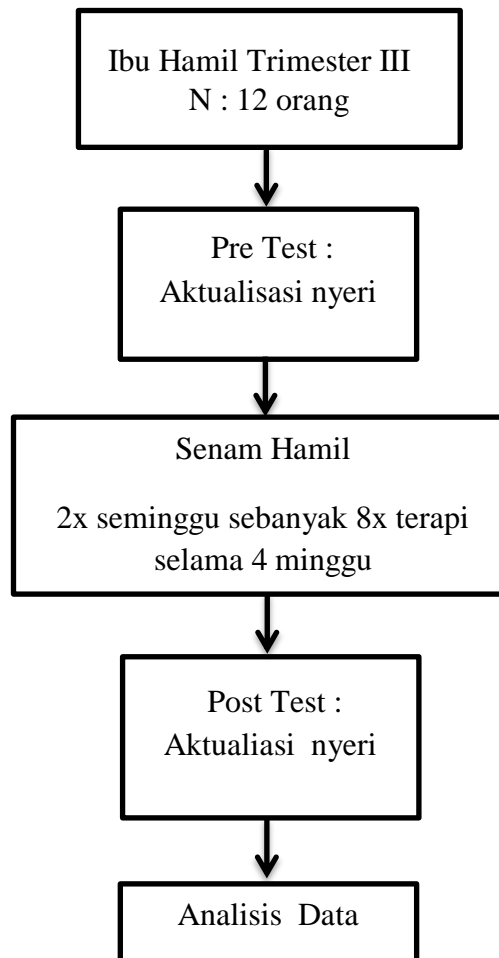 Ibu Hamil Trimester III
N : 12 orang
Pre Test :
Aktualisasi nyeri
Senam Hamil
2x seminggu sebanyak 8x terapi
selama 4 minggu
Post Test :
Aktualiasi nyeri
Analisis Data